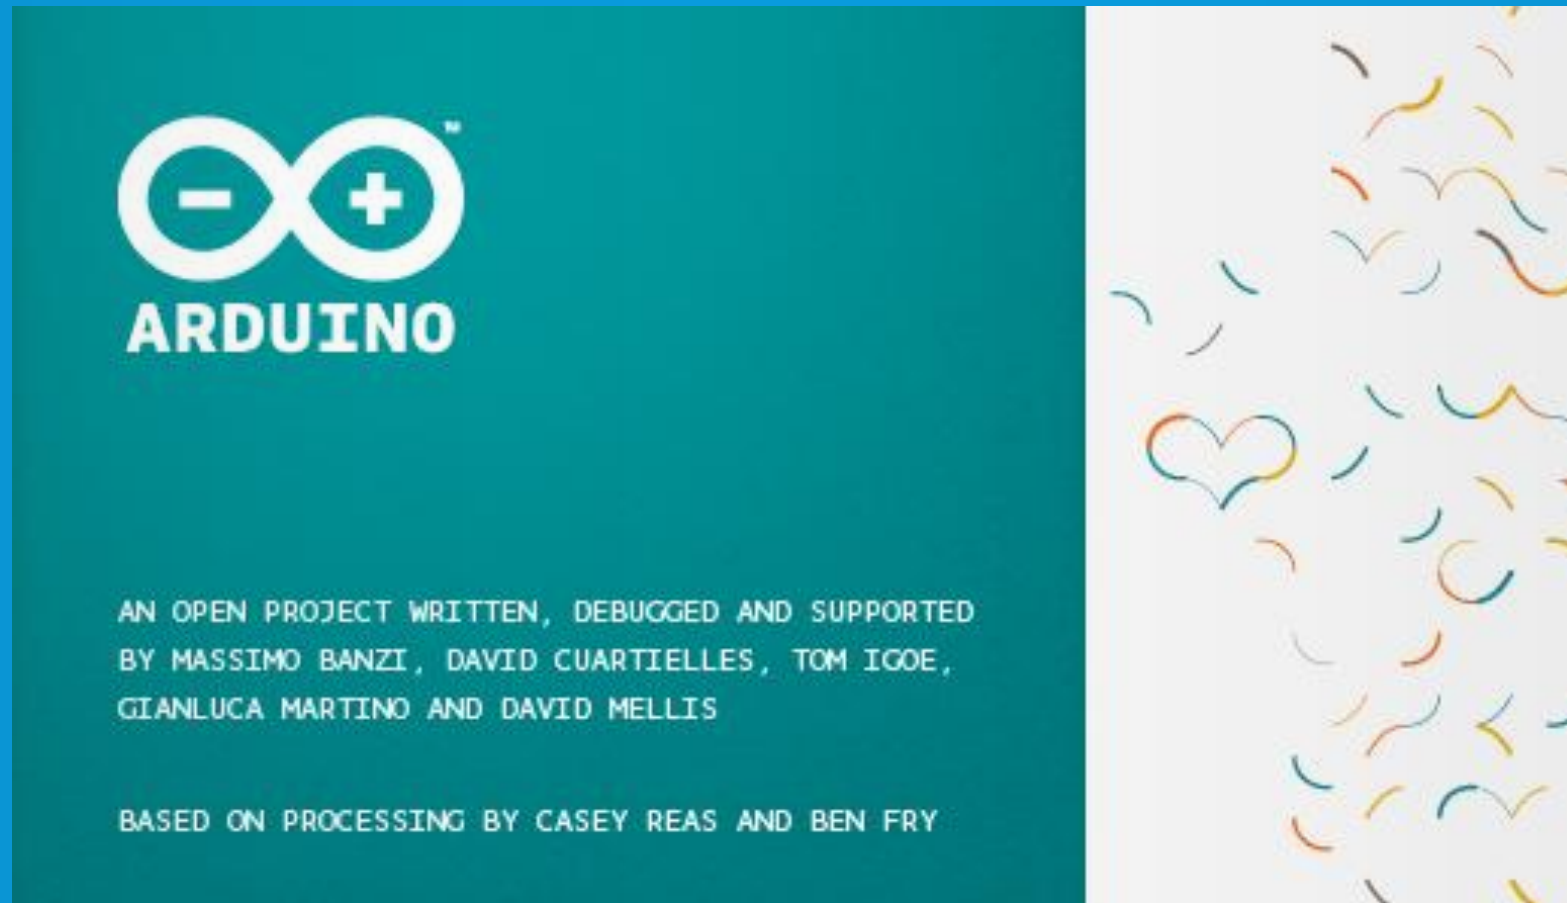 ARDUINO
AN OPEN PROJECT WRITTEN, DEBUGGED AND SUPPORTED
BY MASSIMO BANZI, DAVID CUARTIELLES, TOM IGOE,
GIANLUCA MARTINO AND DAVID MELLIS
BASED ON PROCESSING BY CASEY REAS AND BEN FRY